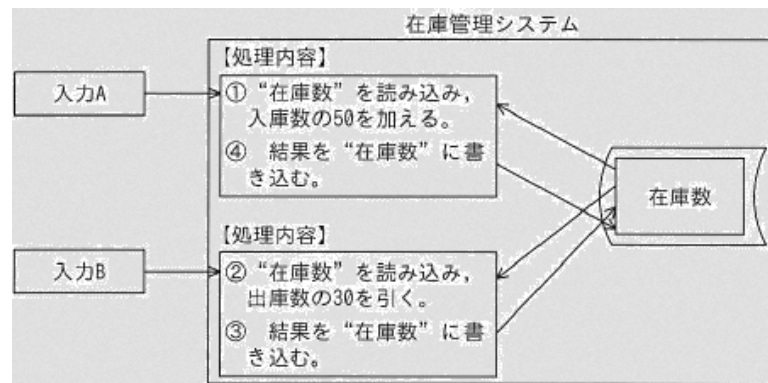 在庫管理システム
【処理内容】
入力A
① “在庫数”を読み込み,
入庫数の50を加える。
④ 結果を“在庫数”に書
き込む。
在庫数
【処理内容】
入力B
② “在庫数”を読み込み,
出庫数の30を引く。
③ 結果を“在庫数”に書
き込む。